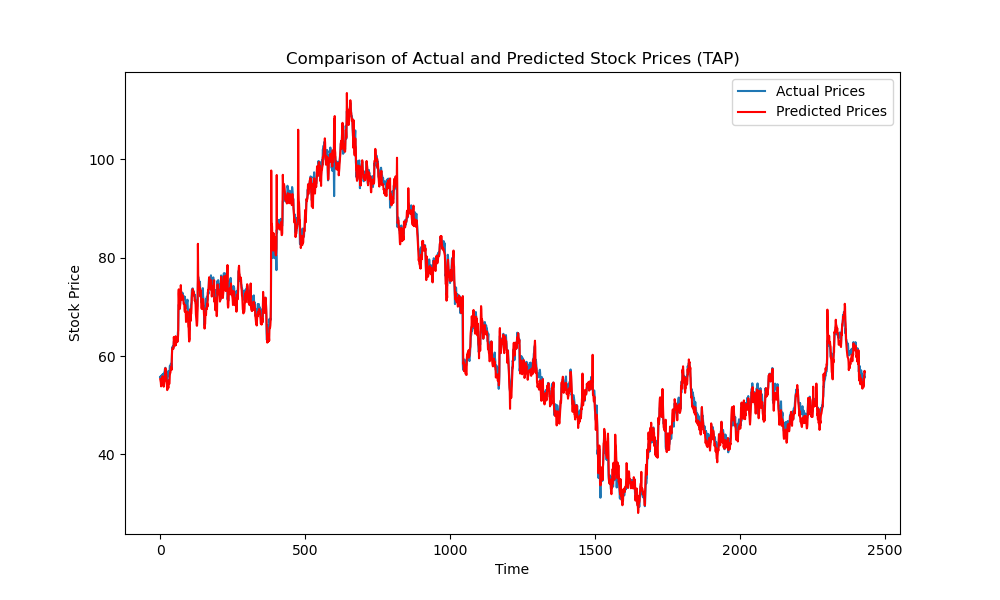 Comparison of Actual and Predicted Stock Prices (TAP)
Actual Prices
Predicted Prices
Stock Price
100
80
60
40
0
500
1000
1500
2000
2500
Time